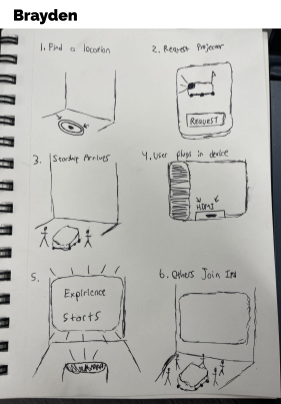 Brayden
1. Find a location
2. Request Projector
REQUEST
3. Starship Arrives
4. User plugs in device
HDMI
5.
Expirience
Starts
6. Others Join In!